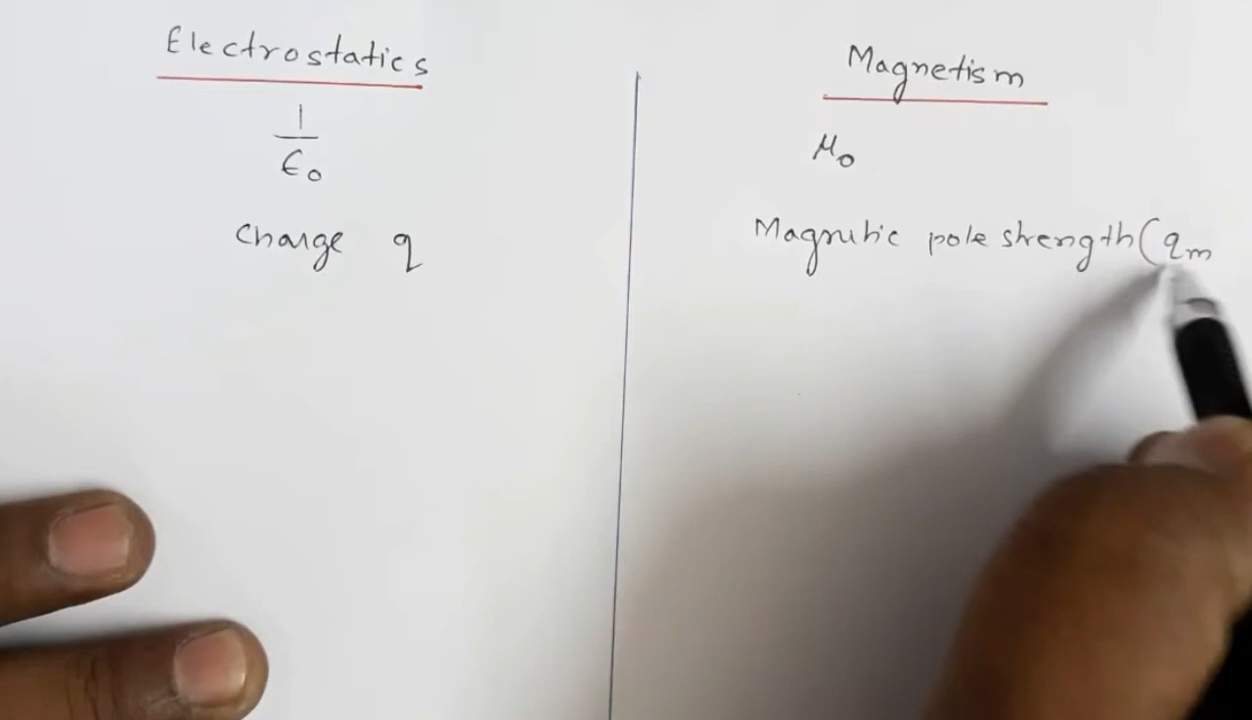 Electrostatics
1/ε₀
Charge q
Magnetism
μ₀
Magnetic pole strength (qm